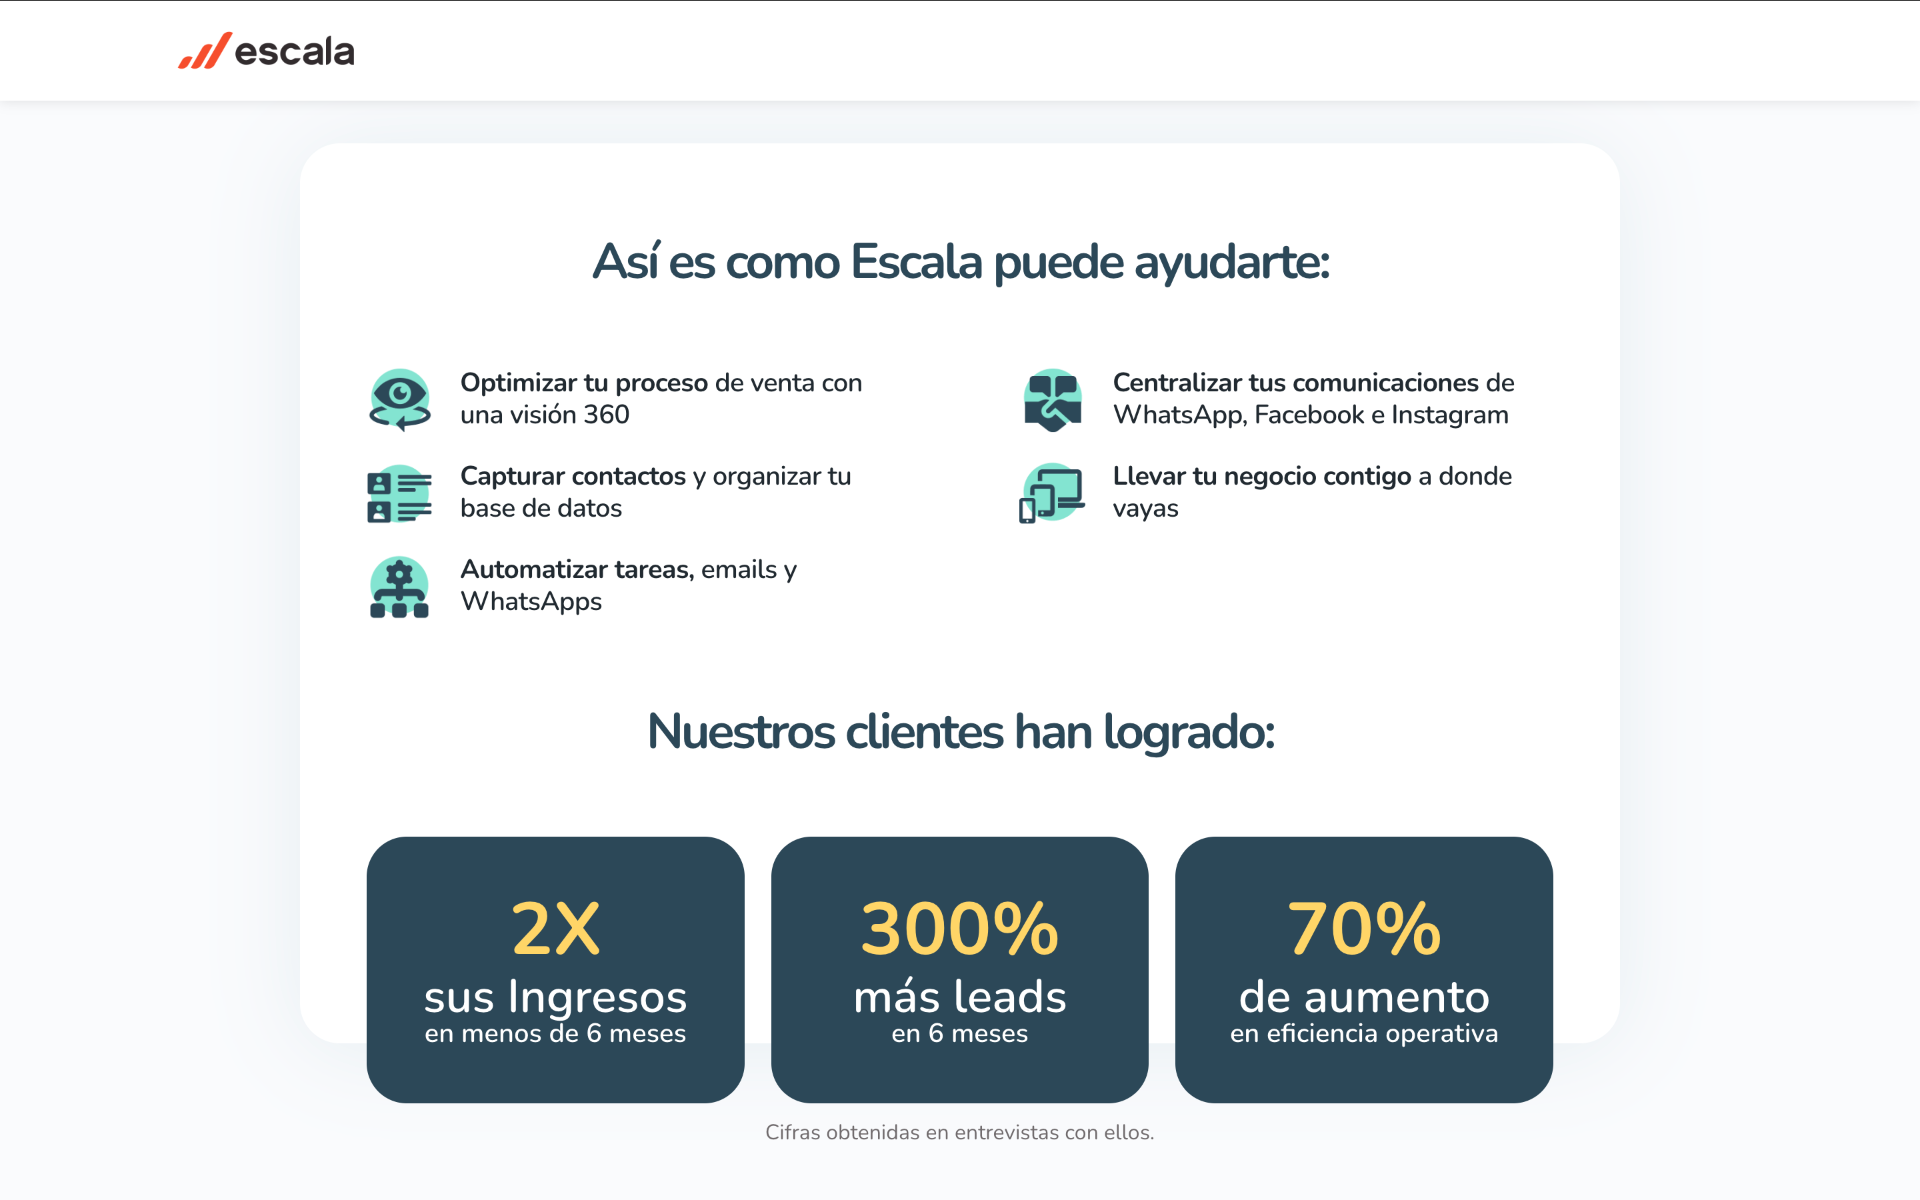 escala
Así es como Escala puede ayudarte:
Optimizar tu proceso de venta con
una visión 360
Capturar contactos y organizar tu
base de datos
Automatizar tareas, emails y
WhatsApps
Centralizar tus comunicaciones de
WhatsApp, Facebook e Instagram
Llevar tu negocio contigo a donde
vayas
Nuestros clientes han logrado:
2X
sus Ingresos
en menos de 6 meses
300%
más leads
en 6 meses
70%
de aumento
en eficiencia operativa
Cifras obtenidas en entrevistas con ellos.